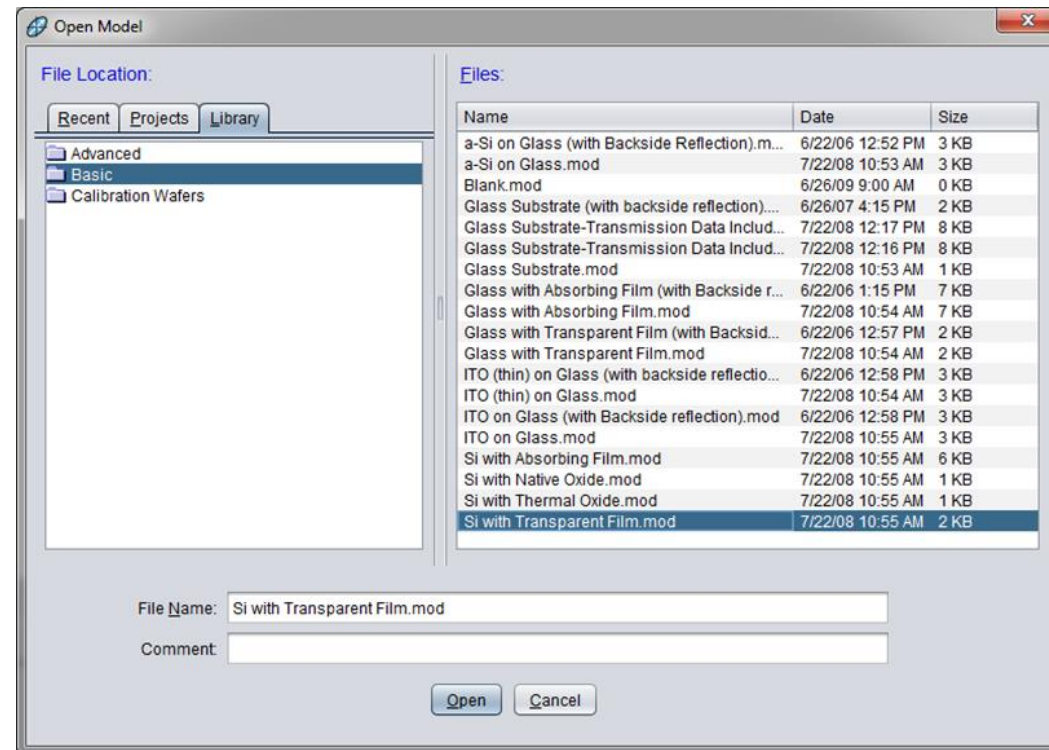 Open Model
File Location:
Recent Projects Library
Advanced
Basic
Calibration Wafers
Files:
Name Date Size
a-Si on Glass (with Backside Reflection).m... 6/22/06 12:52 PM 3 KB
a-Si on Glass.mod 7/22/08 10:53 AM 3 KB
Blank.mod 6/26/09 9:00 AM 0 KB
Glass Substrate (with backside reflection).... 6/26/07 4:15 PM 2 KB
Glass Substrate-Transmission Data Includ... 7/22/08 12:17 PM 8 KB
Glass Substrate-Transmission Data Includ... 7/22/08 12:16 PM 8 KB
Glass Substrate.mod 7/22/08 10:53 AM 1 KB
Glass with Absorbing Film (with Backside r... 6/22/06 1:15 PM 7 KB
Glass with Absorbing Film.mod 7/22/08 10:54 AM 7 KB
Glass with Transparent Film (with Backsid... 6/22/06 12:57 PM 2 KB
Glass with Transparent Film.mod 7/22/08 10:54 AM 2 KB
ITO (thin) on Glass (with backside reflectio... 6/22/06 12:58 PM 3 KB
ITO (thin) on Glass.mod 7/22/08 10:54 AM 3 KB
ITO on Glass (with Backside reflection).mod 6/22/06 12:58 PM 3 KB
ITO on Glass.mod 7/22/08 10:55 AM 3 KB
Si with Absorbing Film.mod 7/22/08 10:55 AM 6 KB
Si with Native Oxide.mod 7/22/08 10:55 AM 1 KB
Si with Thermal Oxide.mod 7/22/08 10:55 AM 1 KB
Si with Transparent Film.mod 7/22/08 10:55 AM 2 KB
File Name: Si with Transparent Film.mod
Comment:
Open Cancel